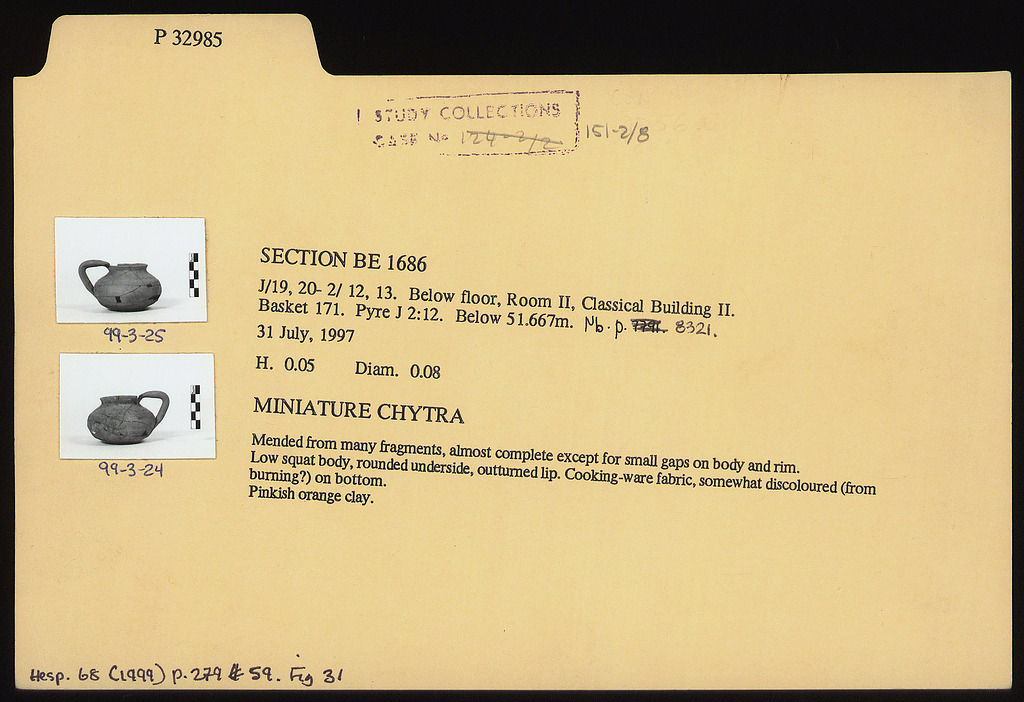 P 32985
STUDY COLLECTIONS
CASE No 124-2/2 151-2/8
SECTION BE 1686
J/19, 20- 2/ 12, 13. Below floor, Room II, Classical Building II.
Basket 171. Pyre J 2:12. Below 51.667m. Nb. p. 8321.
31 July, 1997
H. 0.05 Diam. 0.08
MINIATURE CHYTRA
Mended from many fragments, almost complete except for small gaps on body and rim.
Low squat body, rounded underside, outturned lip. Cooking-ware fabric, somewhat discoloured (from
burning?) on bottom.
Pinkish orange clay.
99-3-25
99-3-24
Hesp. 68 (1999) p. 279 # 59. Fig 31